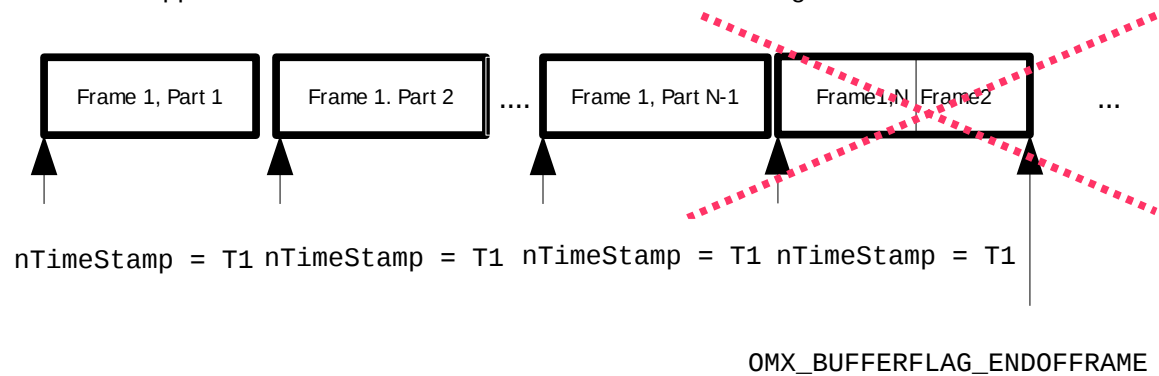 Frame 1, Part 1
Frame 1. Part 2
....
Frame 1, Part N-1
Frame1,N
Frame2
...
nTimeStamp = T1
nTimeStamp = T1
nTimeStamp = T1
nTimeStamp = T1
OMX_BUFFERFLAG_ENDOFFRAME